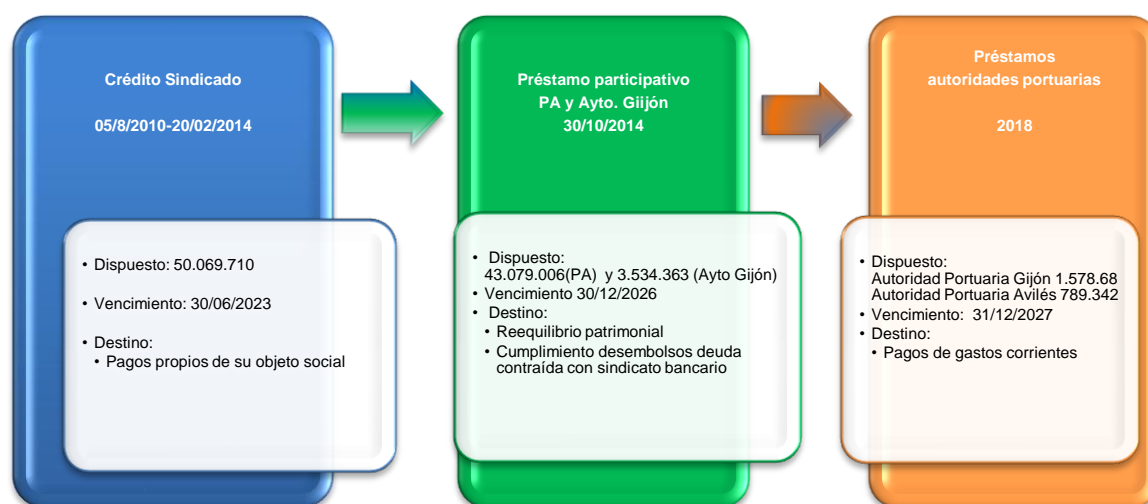 Crédito Sindicado
05/8/2010-20/02/2014
• Dispuesto: 50.069.710
• Vencimiento: 30/06/2023
• Destino:
• Pagos propios de su objeto social
Préstamo participativo
PA y Ayto. Giijón
30/10/2014
• Dispuesto:
43.079.006(PA) y 3.534.363 (Ayto Gijón)
• Vencimiento 30/12/2026
• Destino:
• Reequilibrio patrimonial
• Cumplimiento desembolsos deuda
contraída con sindicato bancario
Préstamos
autoridades portuarias
2018
• Dispuesto:
Autoridad Portuaria Gijón 1.578.68
Autoridad Portuaria Avilés 789.342
• Vencimiento: 31/12/2027
• Destino:
• Pagos de gastos corrientes